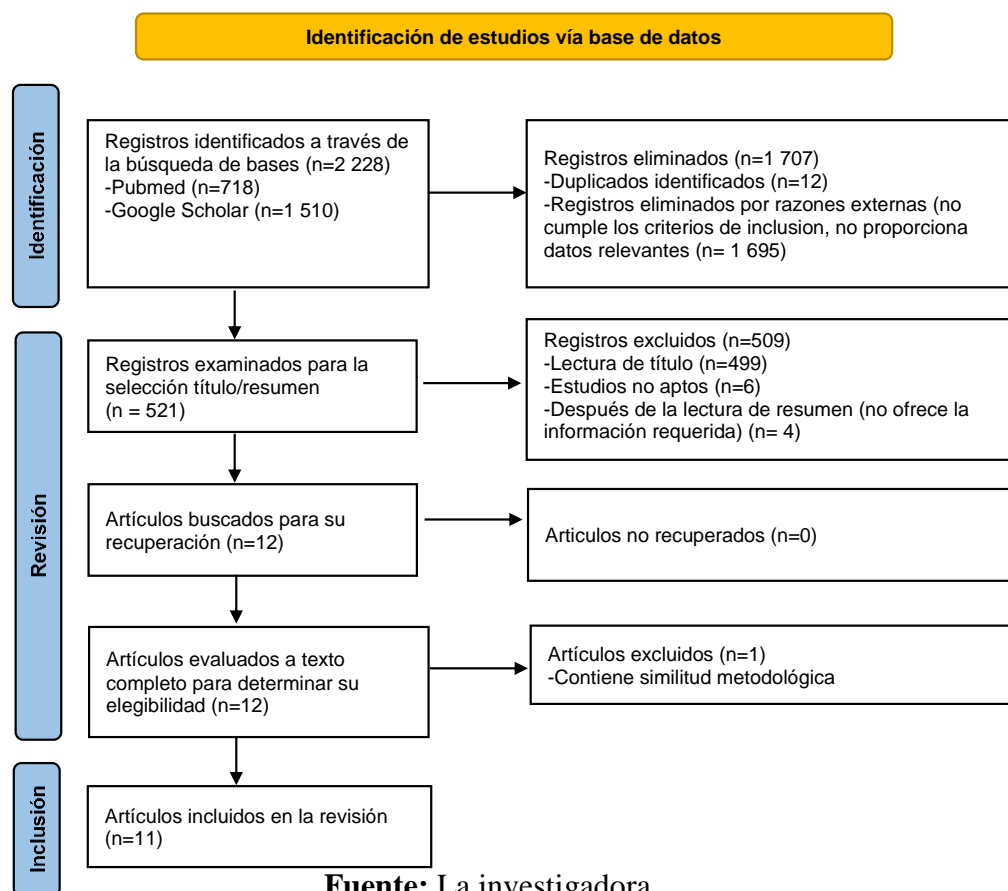 Identificación de estudios vía base de datos
Identificación
Registros identificados a través de
la búsqueda de bases (n=2 228)
-Pubmed (n=718)
-Google Scholar (n=1 510)
Registros eliminados (n=1 707)
-Duplicados identificados (n=12)
-Registros eliminados por razones externas (no
cumple los criterios de inclusion, no proporciona
datos relevantes (n= 1 695)
Revisión
Registros examinados para la
selección título/resumen
(n = 521)
Registros excluidos (n=509)
-Lectura de título (n=499)
-Estudios no aptos (n=6)
-Después de la lectura de resumen (no ofrece la
información requerida) (n= 4)
Artículos buscados para su
recuperación (n=12)
Articulos no recuperados (n=0)
Artículos evaluados a texto
completo para determinar su
elegibilidad (n=12)
Artículos excluidos (n=1)
-Contiene similitud metodológica
Inclusión
Artículos incluidos en la revisión
(n=11)
Fuente: La investigadora